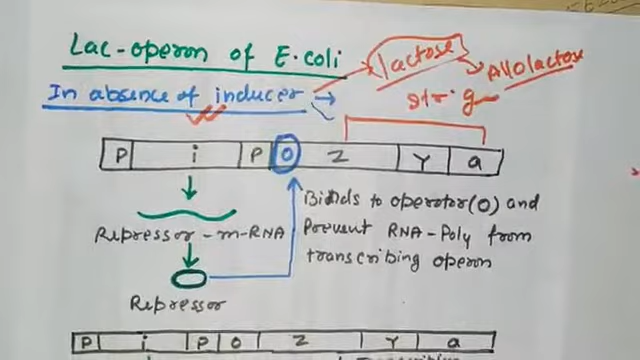 Lac-operon of E.coli
lactose
Allolactose
In absence of inducer
P i P O Z Y a
Binds to operator(O) and
Prevent RNA-Poly from
transcribing operon
Repressor-m-RNA
Repressor
P i P O Z Y a